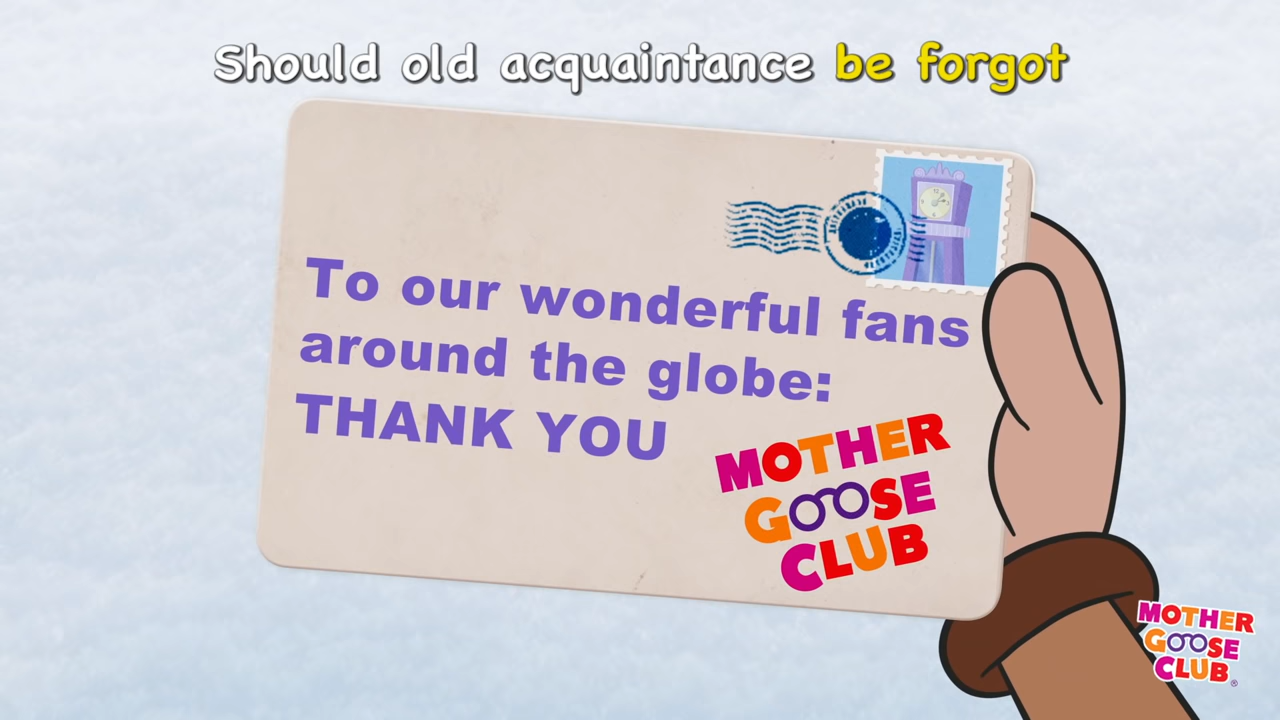 Should old acquaintance be forgot
To our wonderful fans
around the globe:
THANK YOU
MOTHER
GOOSE
CLUB
MOTHER
GOOSE
CLUB®